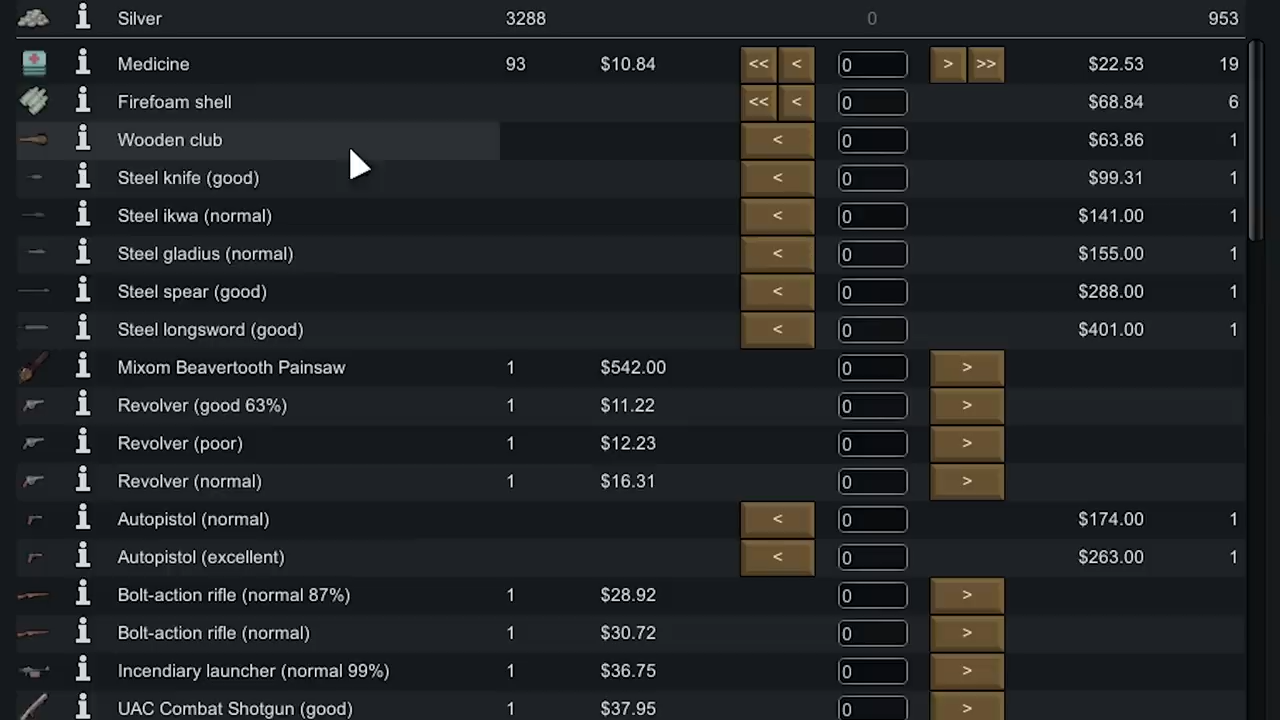 Silver 3288 0 953
Medicine 93 $10.84 << < 0 > >> $22.53 19
Firefoam shell << < 0 $68.84 6
Wooden club < 0 $63.86 1
Steel knife (good) < 0 $99.31 1
Steel ikwa (normal) < 0 $141.00 1
Steel gladius (normal) < 0 $155.00 1
Steel spear (good) < 0 $288.00 1
Steel longsword (good) < 0 $401.00 1
Mixom Beavertooth Painsaw 1 $542.00 0 >
Revolver (good 63%) 1 $11.22 0 >
Revolver (poor) 1 $12.23 0 >
Revolver (normal) 1 $16.31 0 >
Autopistol (normal) < 0 $174.00 1
Autopistol (excellent) < 0 $263.00 1
Bolt-action rifle (normal 87%) 1 $28.92 0 >
Bolt-action rifle (normal) 1 $30.72 0 >
Incendiary launcher (normal 99%) 1 $36.75 0 >
UAC Combat Shotgun (good) 1 $37.95 0 >